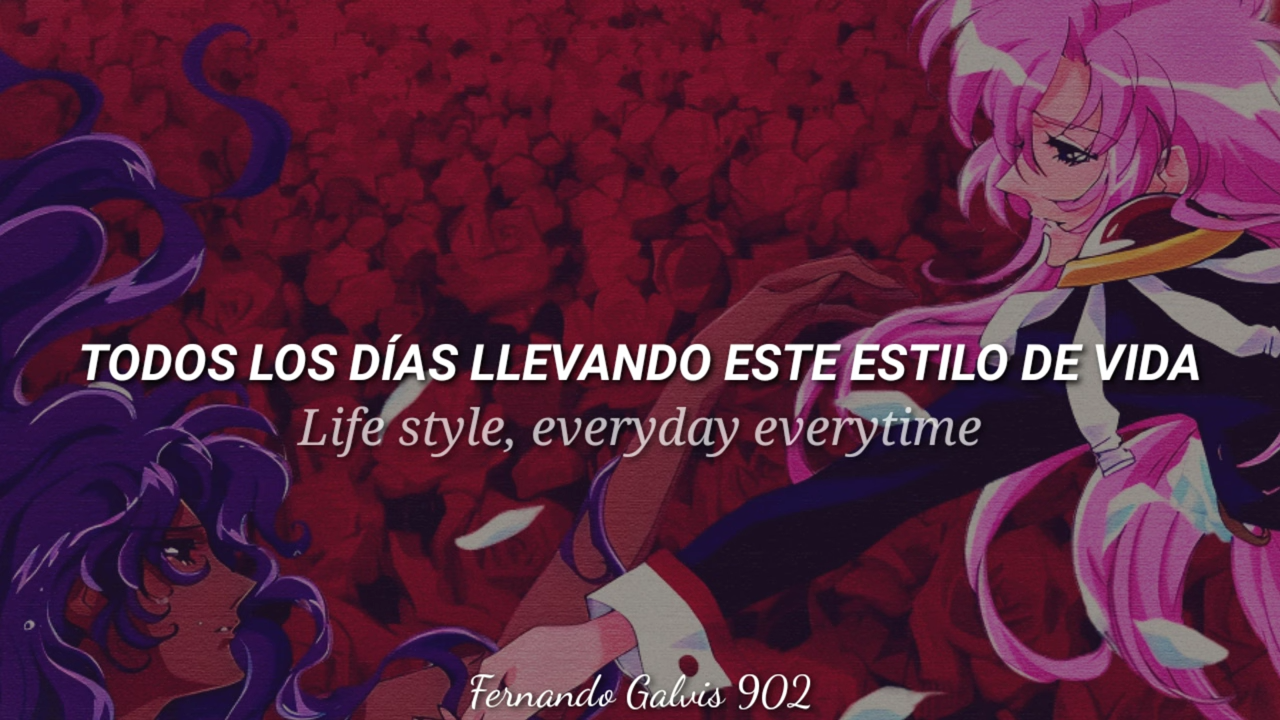 TODOS LOS DÍAS LLEVANDO ESTE ESTILO DE VIDA
Life style, everyday everytime
Fernando Galvis 902